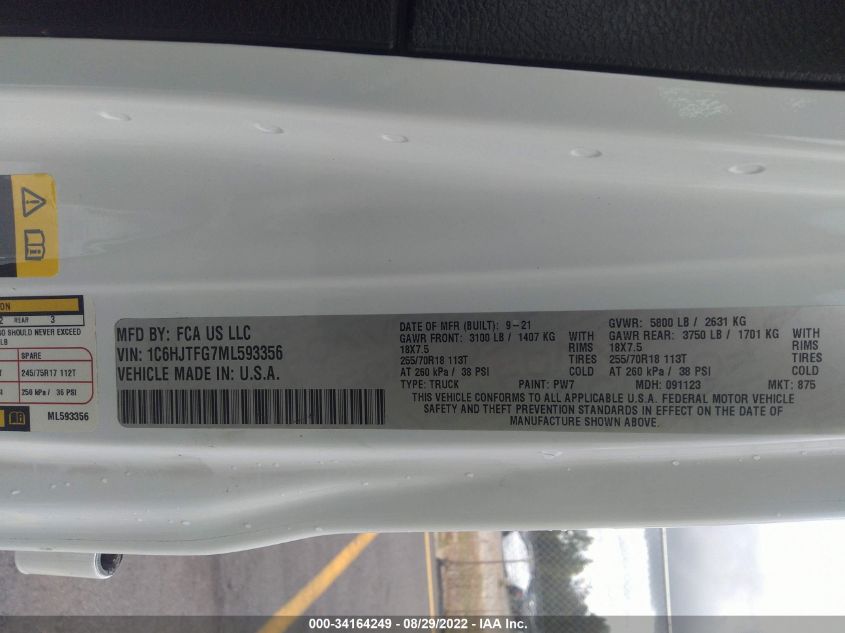 ON
2 REAR 3
GO SHOULD NEVER EXCEED
LB
SPARE
T 245/75R17 112T
250 kPa / 36 PSI
ML593356
MFD BY: FCA US LLC
VIN: 1C6HJTFG7ML593356
VEHICLE MADE IN: U.S.A.
DATE OF MFR (BUILT): 9-21
GAWR FRONT: 3100 LB / 1407 KG WITH
18X7.5 RIMS
255/70R18 113T TIRES
AT 260 kPa / 38 PSI COLD
GVWR: 5800 LB / 2631 KG
GAWR REAR: 3750 LB / 1701 KG WITH
18X7.5 RIMS
255/70R18 113T TIRES
AT 260 kPa / 38 PSI COLD
TYPE: TRUCK PAINT: PW7 MDH: 091123 MKT: 875
THIS VEHICLE CONFORMS TO ALL APPLICABLE U.S.A. FEDERAL MOTOR VEHICLE
SAFETY AND THEFT PREVENTION STANDARDS IN EFFECT ON THE DATE OF
MANUFACTURE SHOWN ABOVE.
000-34164249 - 08/29/2022 - IAA Inc.